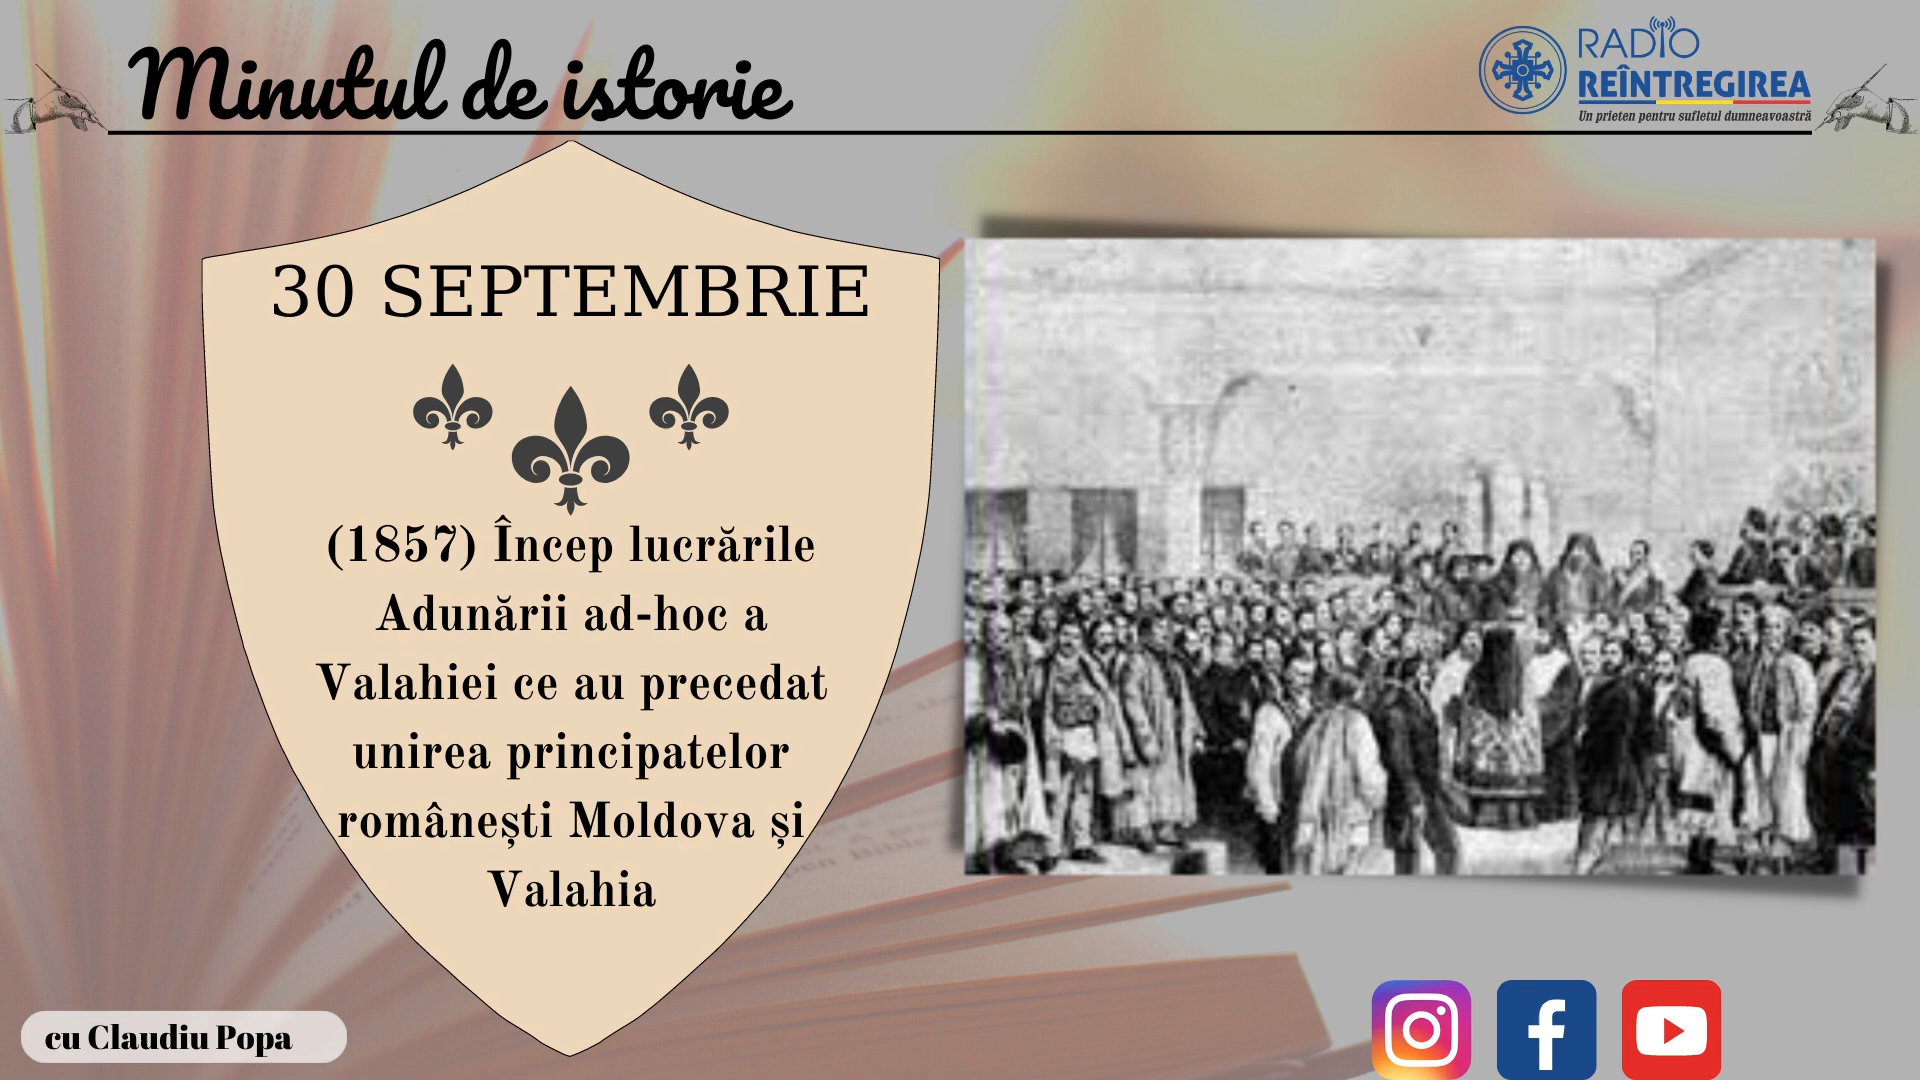 Minutul de istorie
RADIO
REÎNTREGIREA
Un prieten pentru sufletul dumneavoastră
30 SEPTEMBRIE
(1857) Încep lucrările
Adunării ad-hoc a
Valahiei ce au precedat
unirea principatelor
românești Moldova și
Valahia
cu Claudiu Popa